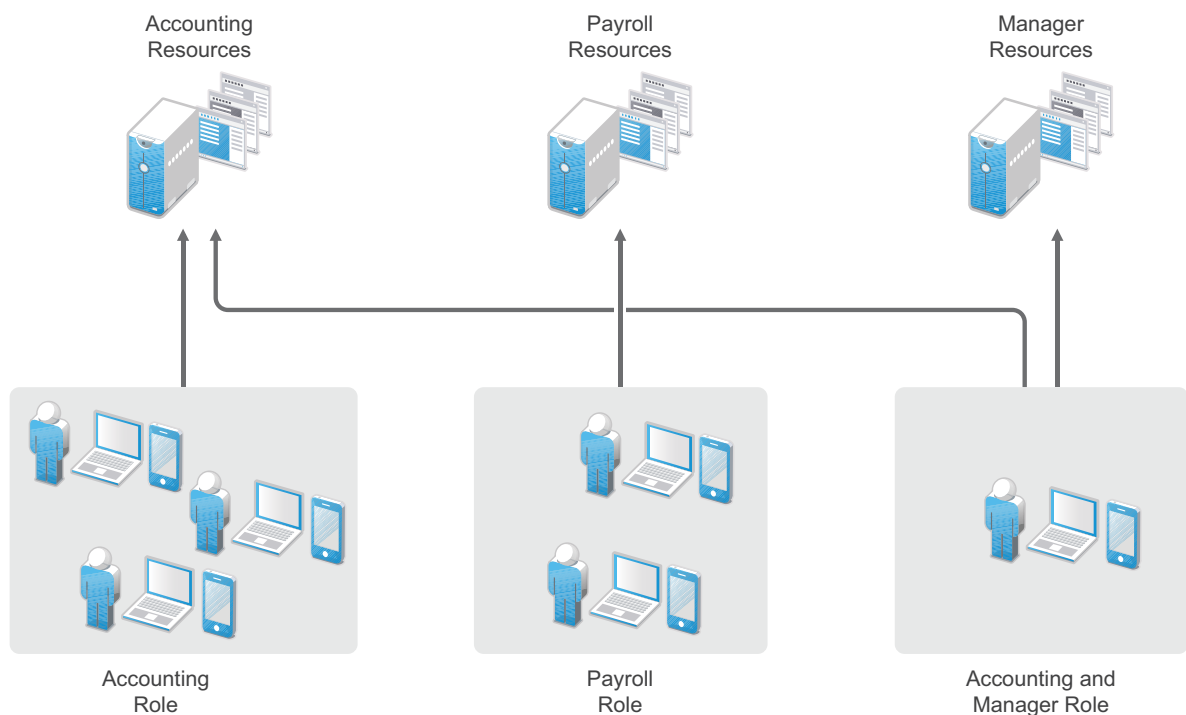 Accounting
Resources
Payroll
Resources
Manager
Resources
Accounting
Role
Payroll
Role
Accounting and
Manager Role